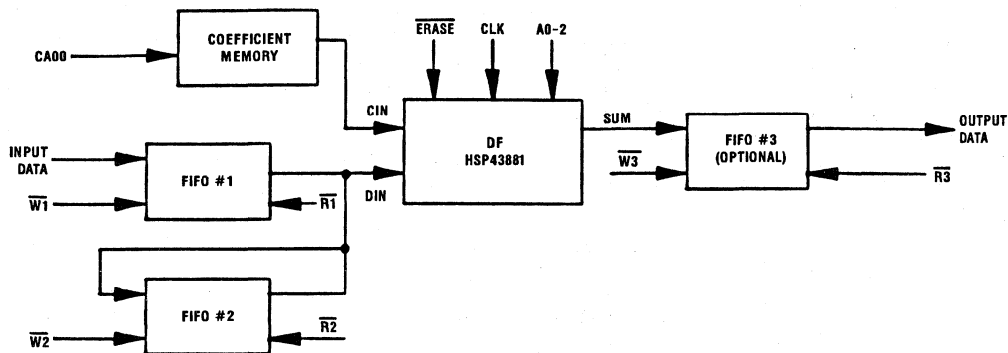 CA00
COEFFICIENT
MEMORY
ERASE
CLK
A0-2
CIN
DF
HSP43881
SUM
FIFO #3
(OPTIONAL)
OUTPUT
DATA
W3
R3
INPUT
DATA
FIFO #1
W1
R1
DIN
FIFO #2
W2
R2